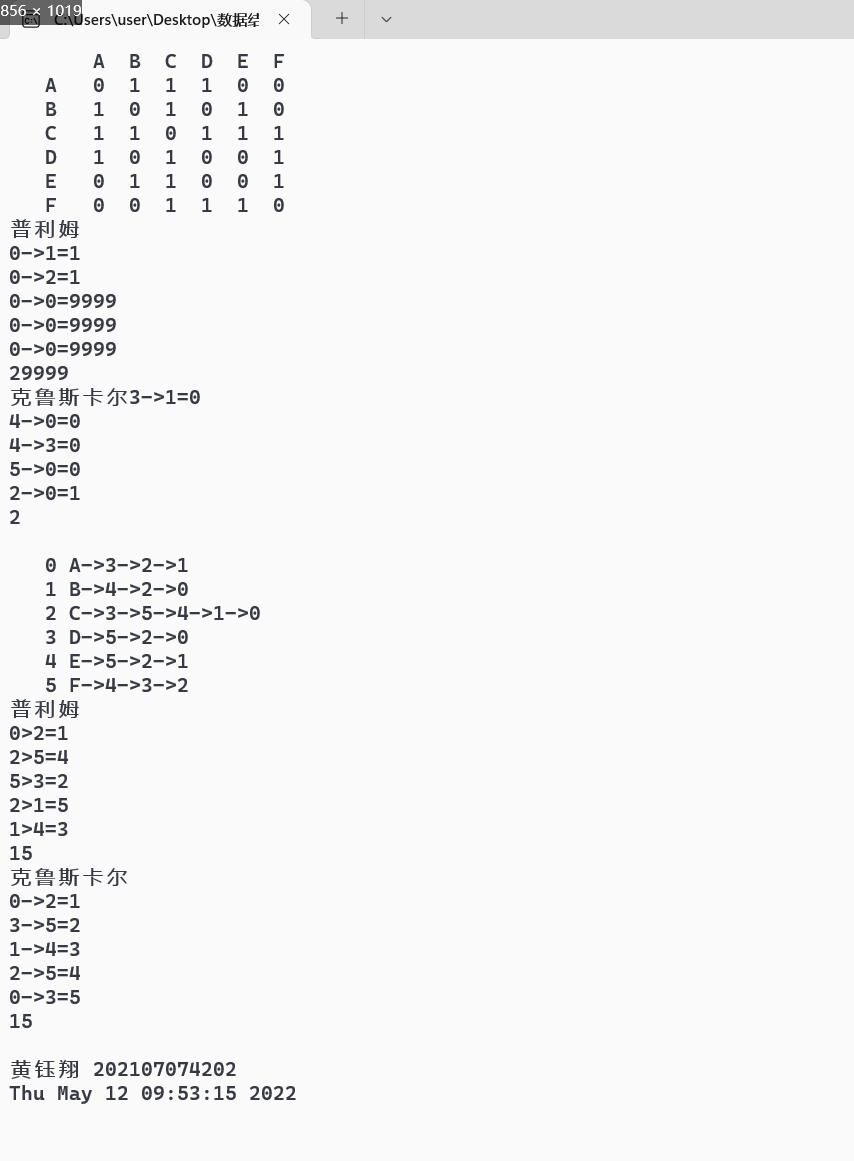 856 × 1019
C:\Users\user\Desktop\数据结
A B C D E F
A 0 1 1 1 0 0
B 1 0 1 0 1 0
C 1 1 0 1 1 1
D 1 0 1 0 0 1
E 0 1 1 0 0 1
F 0 0 1 1 1 0
普利姆
0->1=1
0->2=1
0->0=9999
0->0=9999
0->0=9999
29999
克鲁斯卡尔3->1=0
4->0=0
4->3=0
5->0=0
2->0=1
2
0 A->3->2->1
1 B->4->2->0
2 C->3->5->4->1->0
3 D->5->2->0
4 E->5->2->1
5 F->4->3->2
普利姆
0>2=1
2>5=4
5>3=2
2>1=5
1>4=3
15
克鲁斯卡尔
0->2=1
3->5=2
1->4=3
2->5=4
0->3=5
15
黄钰翔 202107074202
Thu May 12 09:53:15 2022